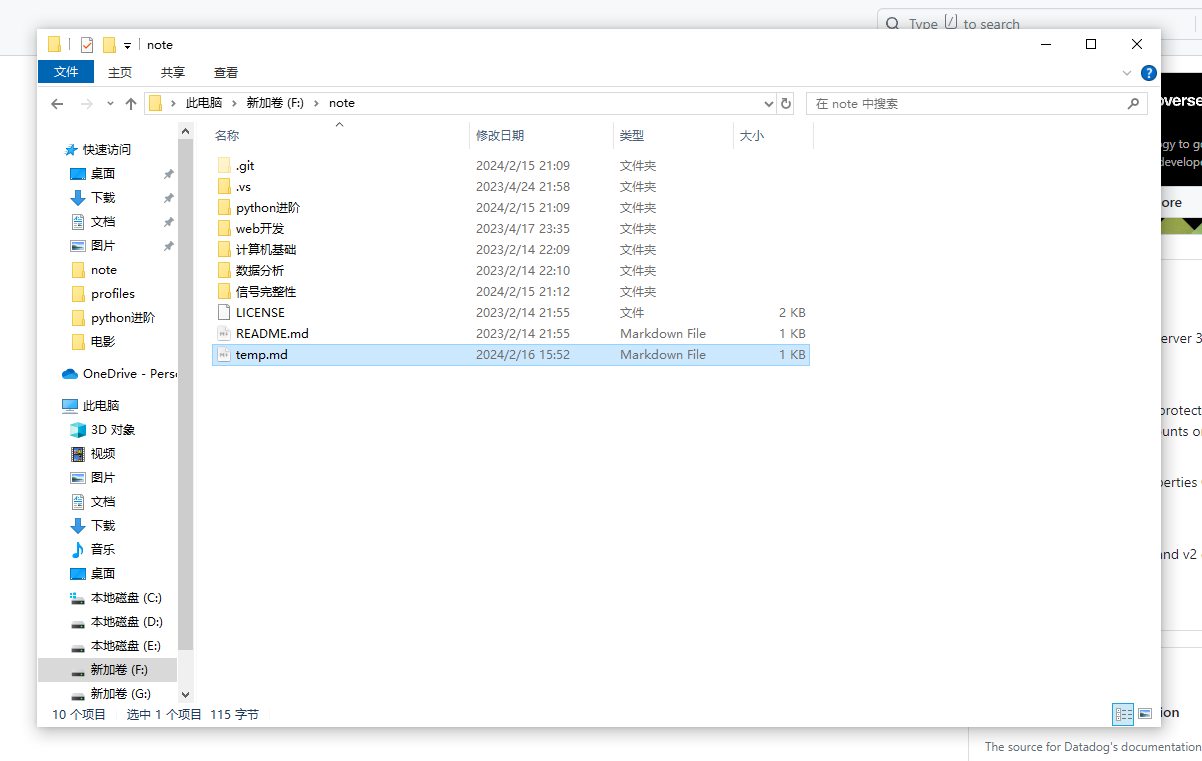 Type / to search
note
文件 主页 共享 查看
此电脑 新加卷 (F:) note
在 note 中搜索
名称 修改日期 类型 大小
快速访问
桌面
下载
文档
图片
note
profiles
python进阶
电影
OneDrive - Pers
此电脑
3D 对象
视频
图片
文档
下载
音乐
桌面
本地磁盘 (C:)
本地磁盘 (D:)
本地磁盘 (E:)
新加卷 (F:)
新加卷 (G:)
.git 2024/2/15 21:09 文件夹
.vs 2023/4/24 21:58 文件夹
python进阶 2024/2/15 21:09 文件夹
web开发 2023/4/17 23:35 文件夹
计算机基础 2023/2/14 22:09 文件夹
数据分析 2023/2/14 22:10 文件夹
信号完整性 2024/2/15 21:12 文件夹
LICENSE 2023/2/14 21:55 文件 2 KB
README.md 2023/2/14 21:55 Markdown File 1 KB
temp.md 2024/2/16 15:52 Markdown File 1 KB
10 个项目 选中 1 个项目 115 字节
overse
gy to g
develope
ore
erver 3
protect
unts o
perties
and v2
ion
The source for Datadog's documentation